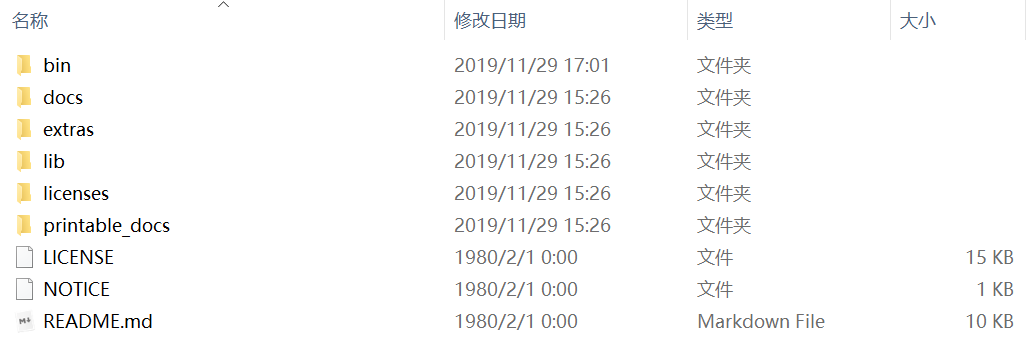 名称 修改日期 类型 大小
bin 2019/11/29 17:01 文件夹
docs 2019/11/29 15:26 文件夹
extras 2019/11/29 15:26 文件夹
lib 2019/11/29 15:26 文件夹
licenses 2019/11/29 15:26 文件夹
printable_docs 2019/11/29 15:26 文件夹
LICENSE 1980/2/1 0:00 文件 15 KB
NOTICE 1980/2/1 0:00 文件 1 KB
README.md 1980/2/1 0:00 Markdown File 10 KB